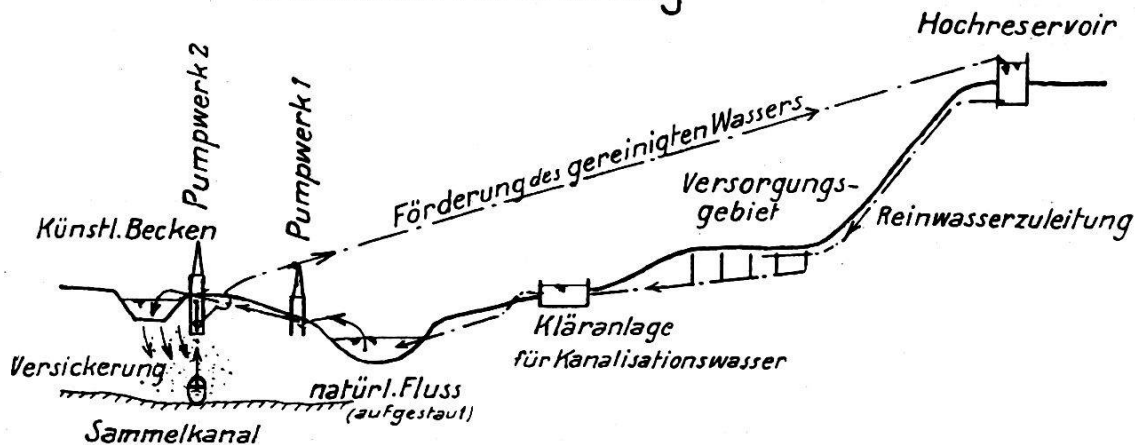 Hochreservoir
Pumpwerk 2
Pumpwerk 1
Förderung des gereinigten Wassers
Versorgungs-
gebiet
Reinwasserzuleitung
Künstl. Becken
Kläranlage
für Kanalisationswasser
Versickerung
natürl. Fluss
(aufgestaut)
Sammelkanal